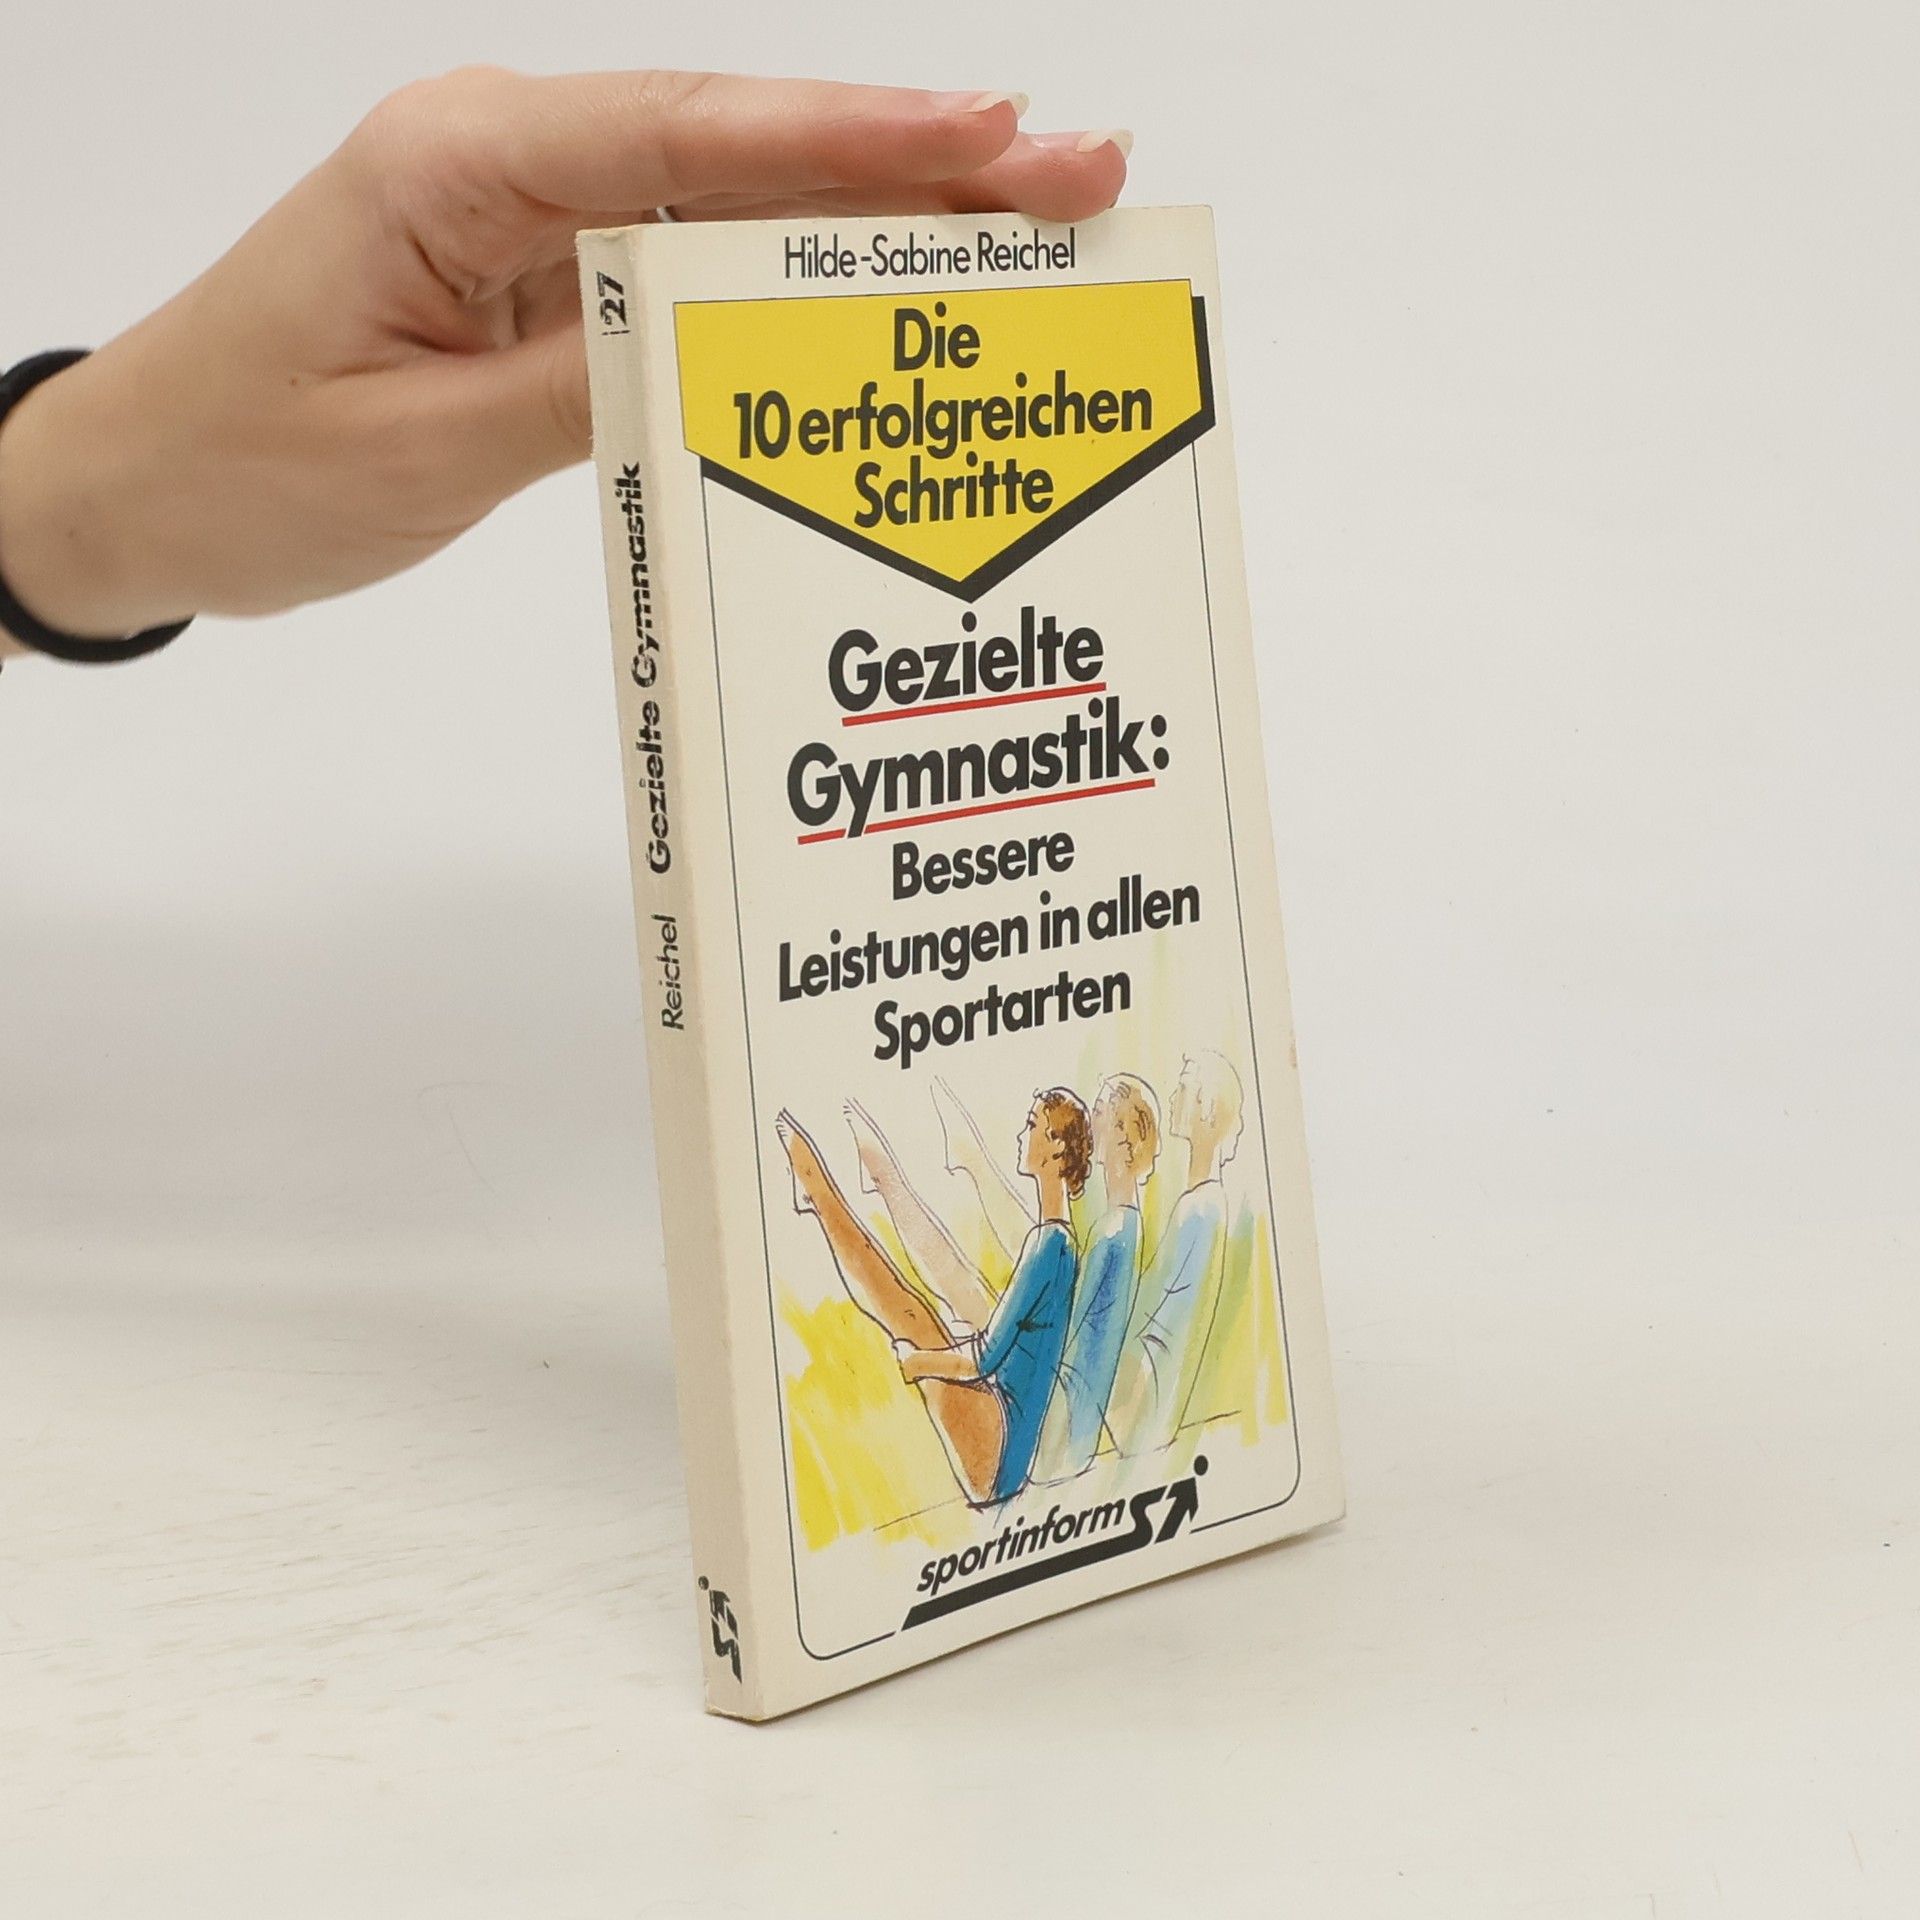 Hilde-Sabine Reichel
Die
10 erfolgreichen
Schritte
Gezielte
Gymnastik:
Bessere
Leistungen in allen
Sportarten
sportinform
Reichel Gezielte Gymnastik 27